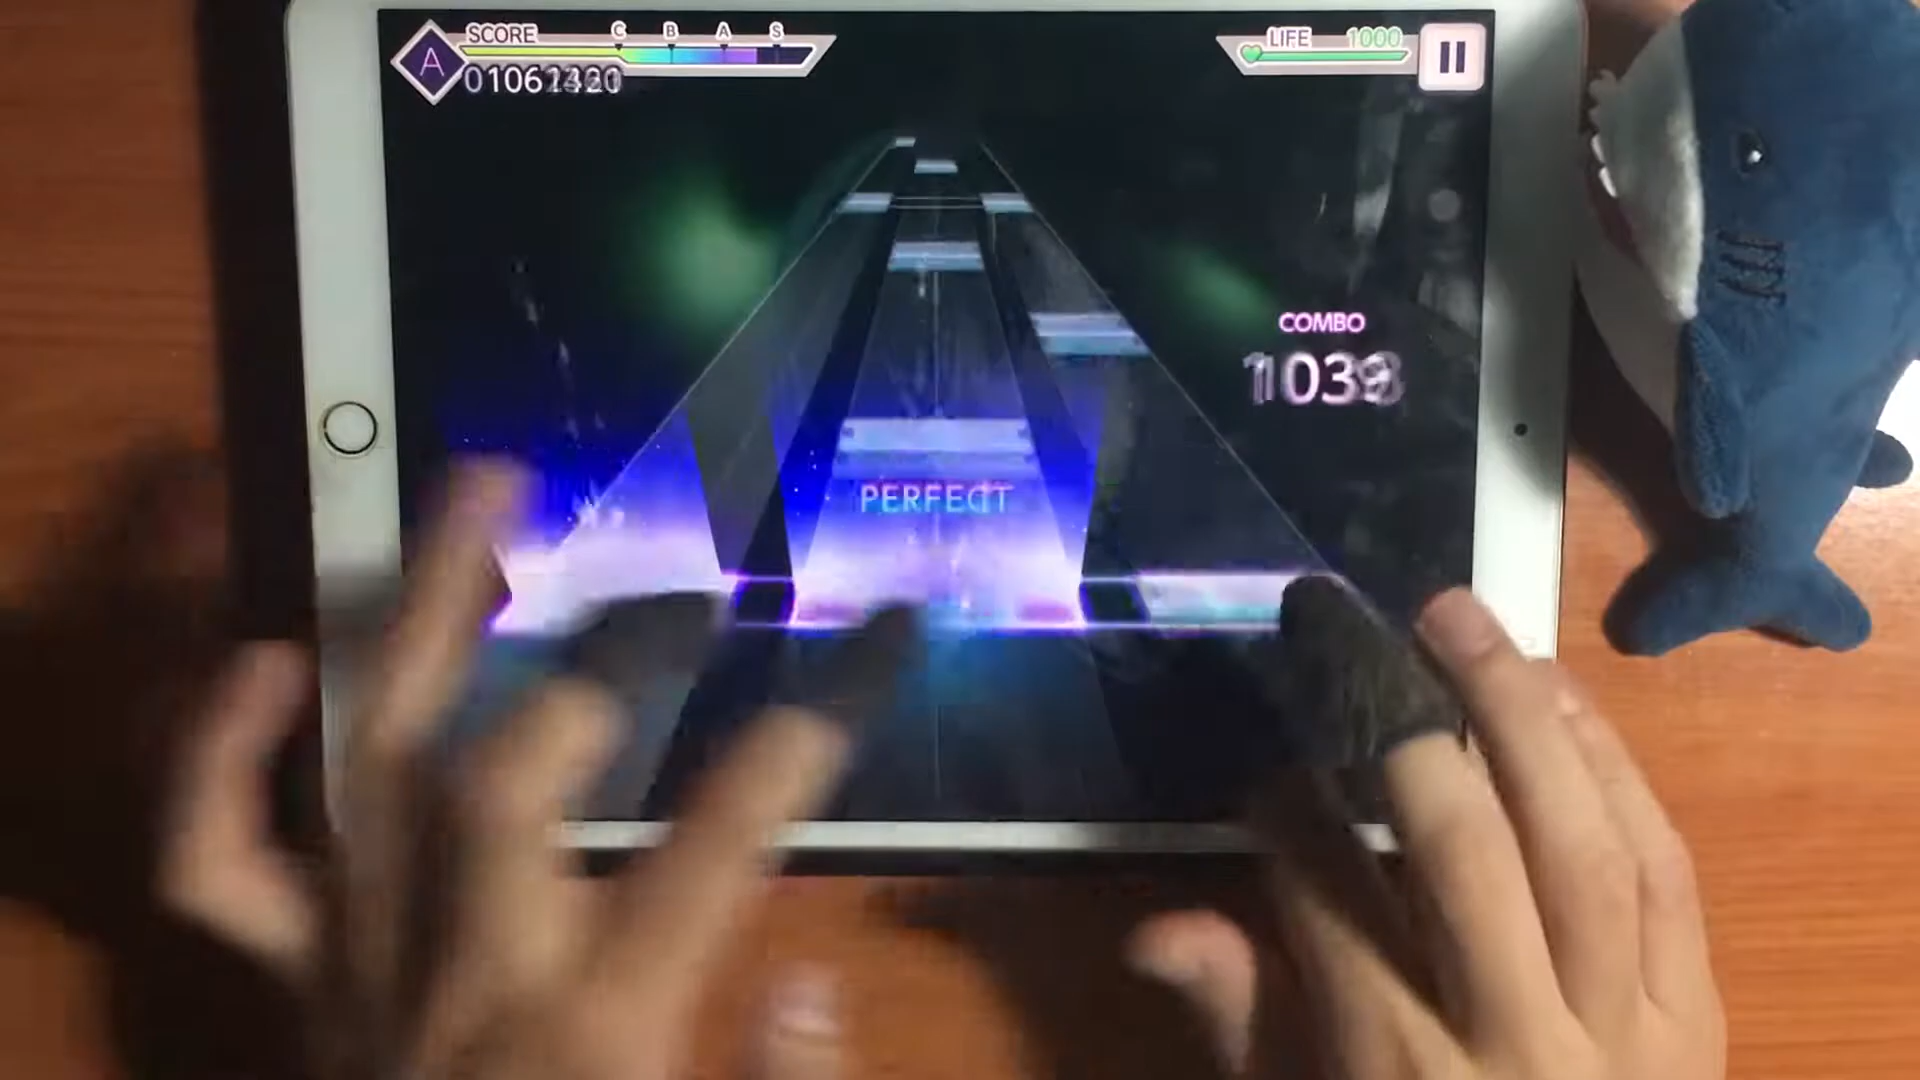 SCORE C B A S
A
LIFE 1000
COMBO
PERFECT